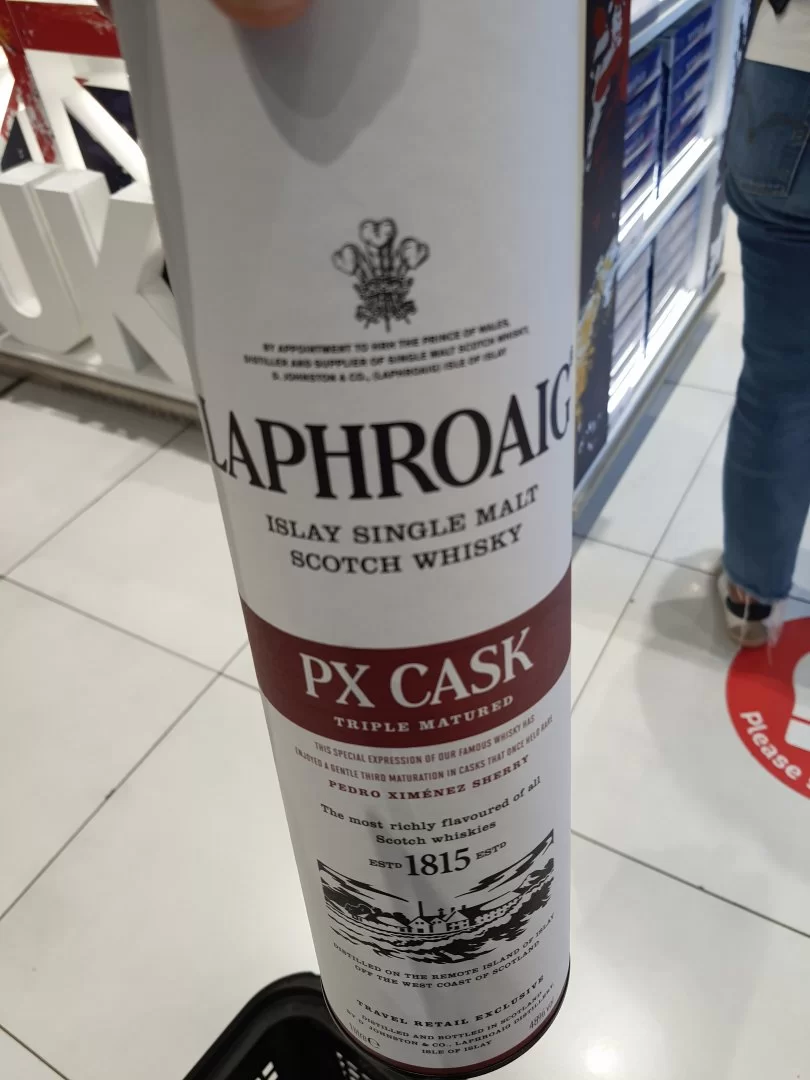 UK
BY APPOINTMENT TO HRH THE PRINCE OF WALES,
DISTILLER AND SUPPLIER OF SINGLE MALT SCOTCH WHISKY,
D. JOHNSTON & CO., (LAPHROAIG) ISLE OF ISLAY
LAPHROAIG®
ISLAY SINGLE MALT
SCOTCH WHISKY
PX CASK
TRIPLE MATURED
THIS SPECIAL EXPRESSION OF OUR FAMOUS WHISKY HAS
ENJOYED A GENTLE THIRD MATURATION IN CASKS THAT ONCE HELD RARE
PEDRO XIMÉNEZ SHERRY
The most richly flavoured of all
Scotch whiskies
ESTD 1815 ESTD
DISTILLED ON THE REMOTE ISLAND OF ISLAY
OFF THE WEST COAST OF SCOTLAND
TRAVEL RETAIL EXCLUSIVE
DISTILLED AND BOTTLED IN SCOTLAND
BY D. JOHNSTON & CO., LAPHROAIG DISTILLERY
ISLE OF ISLAY
48% vol
Please